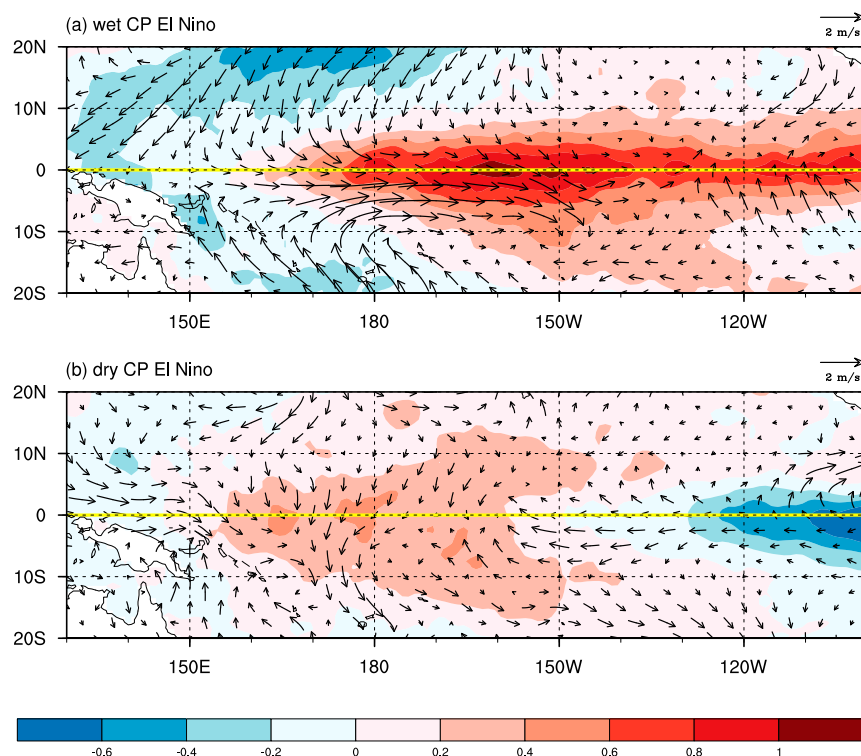 (a) wet CP El Nino
2 m/s
20N
10N
0
10S
20S
150E 180 150W 120W
(b) dry CP El Nino
2 m/s
20N
10N
0
10S
20S
150E 180 150W 120W
-0.6 -0.4 -0.2 0 0.2 0.4 0.6 0.8 1